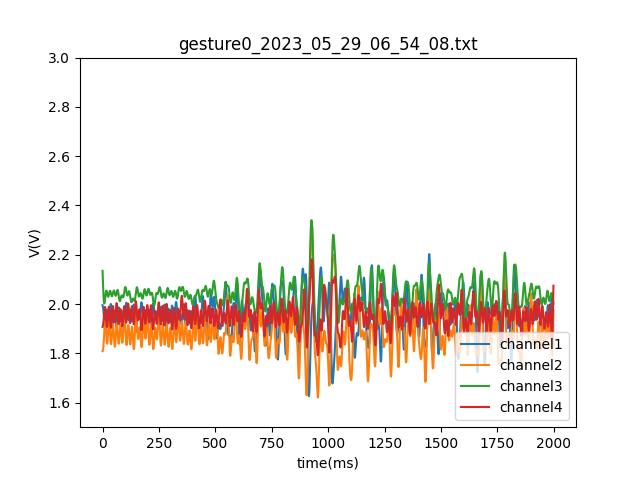 gesture0_2023_05_29_06_54_08.txt
3.0
2.8
2.6
2.4
2.2
2.0
1.8
1.6
V(V)
channel1
channel2
channel3
channel4
0 250 500 750 1000 1250 1500 1750 2000
time(ms)